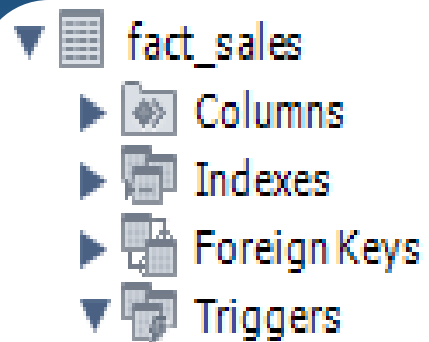 fact_sales
Columns
Indexes
Foreign Keys
Triggers